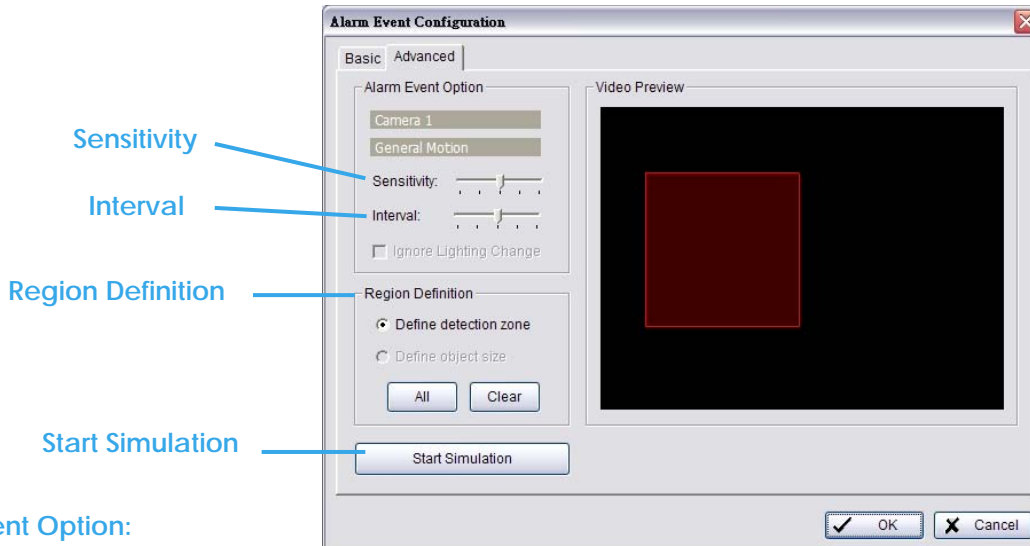 Alarm Event Configuration
Basic Advanced
Alarm Event Option
Video Preview
Camera 1
General Motion
Sensitivity
Sensitivity:
Interval
Interval:
Ignore Lighting Change
Region Definition
Region Definition
Define detection zone
Define object size
All Clear
Start Simulation
Start Simulation
ent Option:
OK Cancel